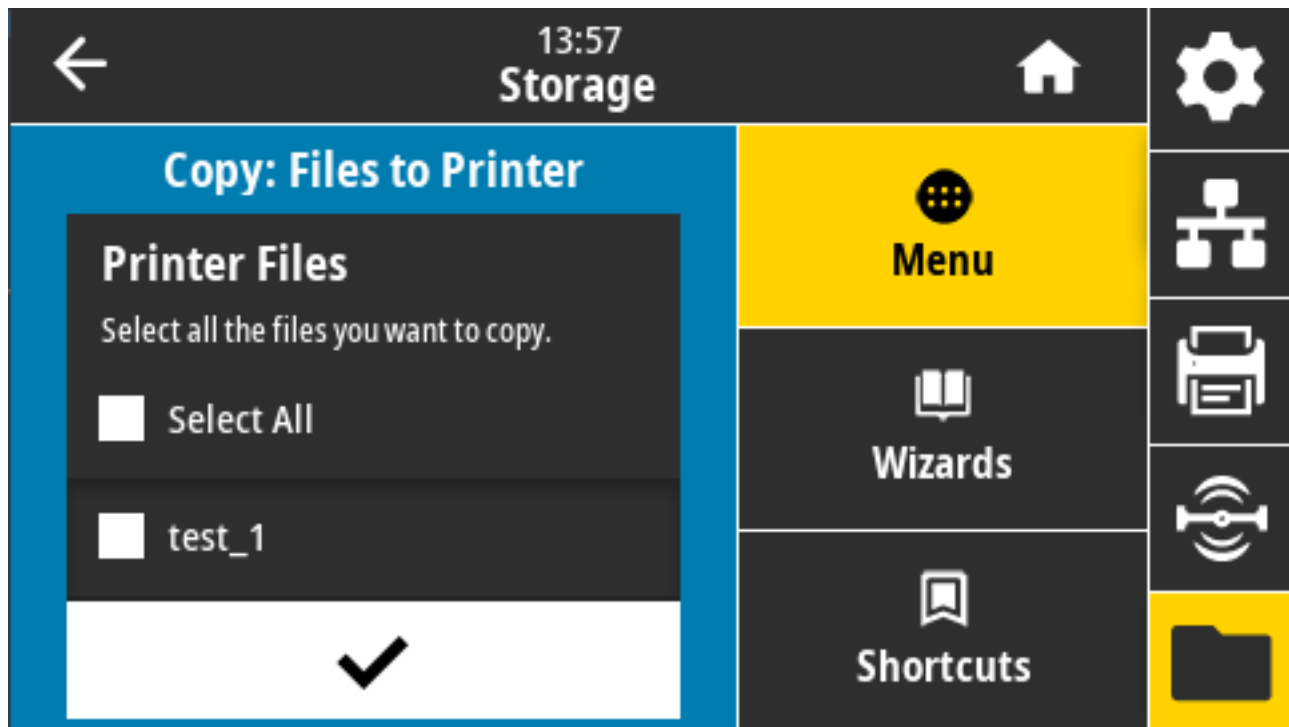 13:57
Storage
Copy: Files to Printer
Printer Files
Select all the files you want to copy.
Select All
test_1
Menu
Wizards
Shortcuts